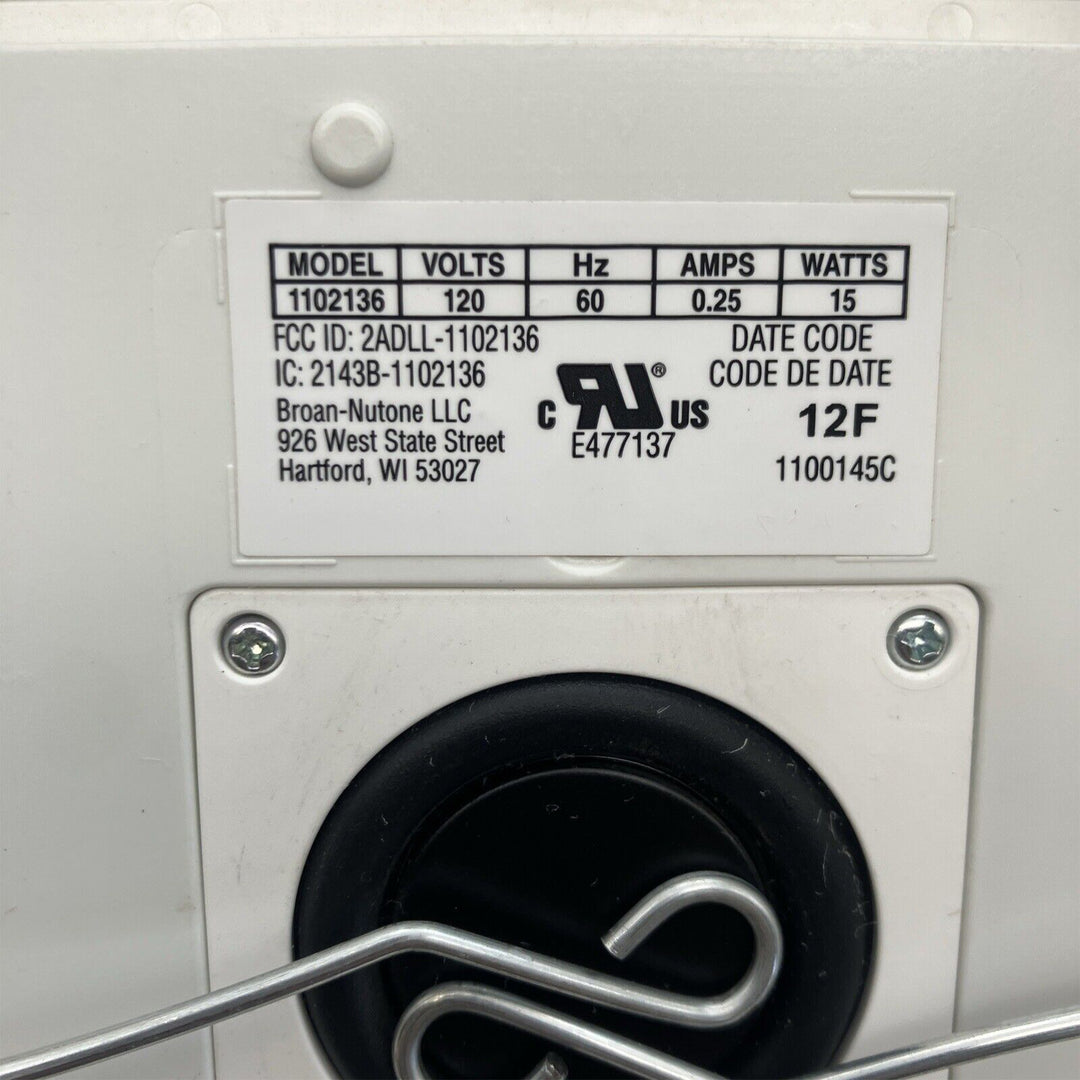 MODEL VOLTS Hz AMPS WATTS
1102136 120 60 0.25 15
FCC ID: 2ADLL-1102136
IC: 2143B-1102136
Broan-Nutone LLC
926 West State Street
Hartford, WI 53027
C RU® US
E477137
DATE CODE
CODE DE DATE
12F
1100145C